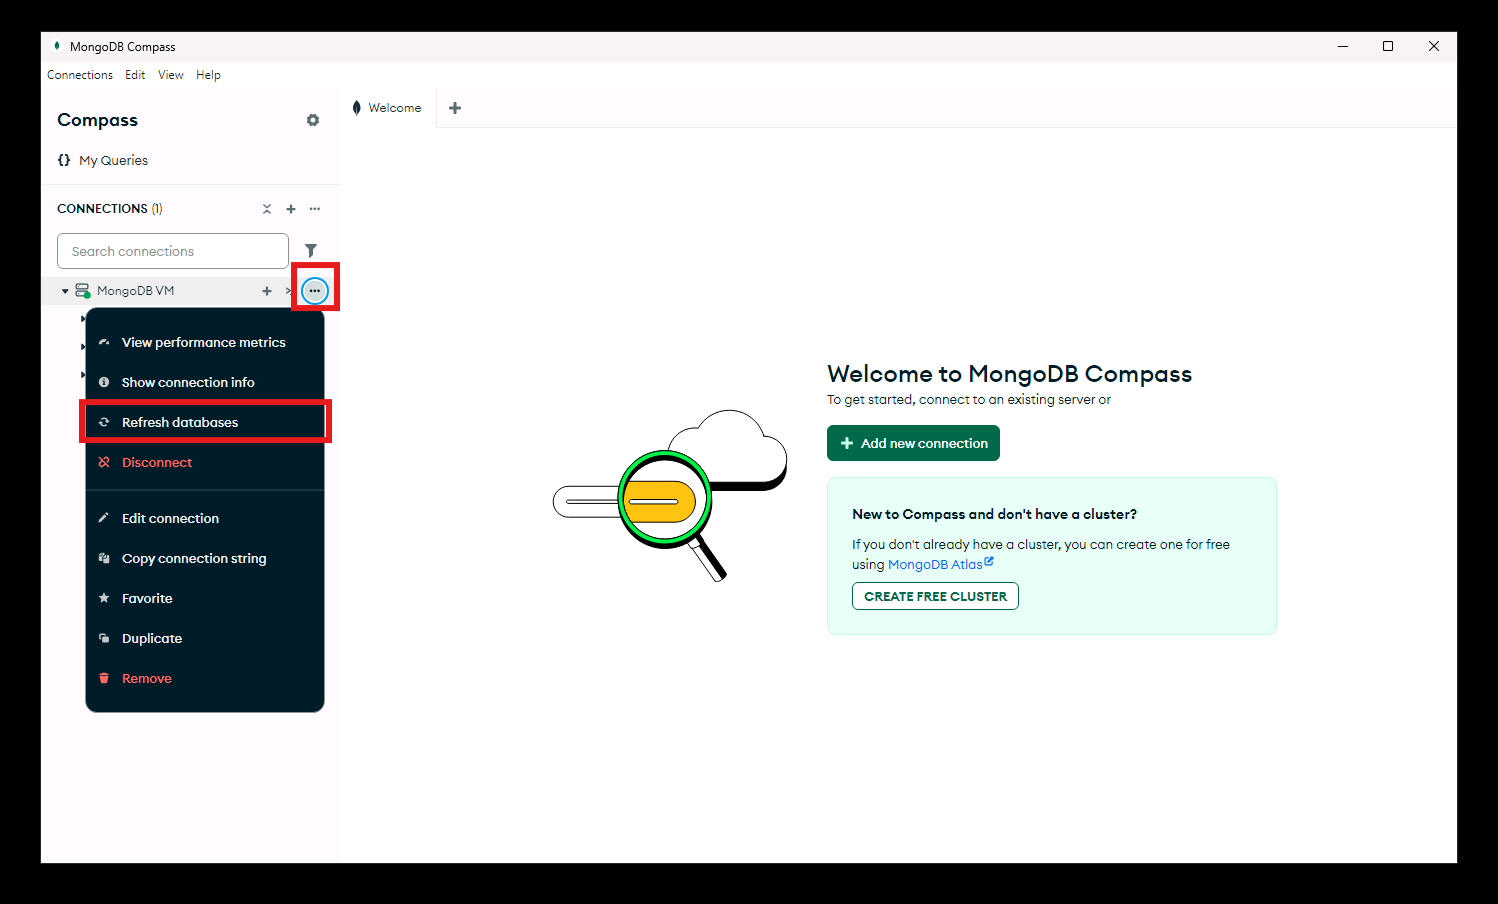 MongoDB Compass
Connections Edit View Help
Compass
My Queries
CONNECTIONS (1)
Search connections
MongoDB VM
View performance metrics
Show connection info
Refresh databases
Disconnect
Edit connection
Copy connection string
Favorite
Duplicate
Remove
Welcome
Welcome to MongoDB Compass
To get started, connect to an existing server or
Add new connection
New to Compass and don't have a cluster?
If you don't already have a cluster, you can create one for free
using MongoDB Atlas
CREATE FREE CLUSTER